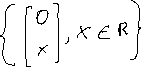 { [ 0 x ] , x ∈ ℝ }